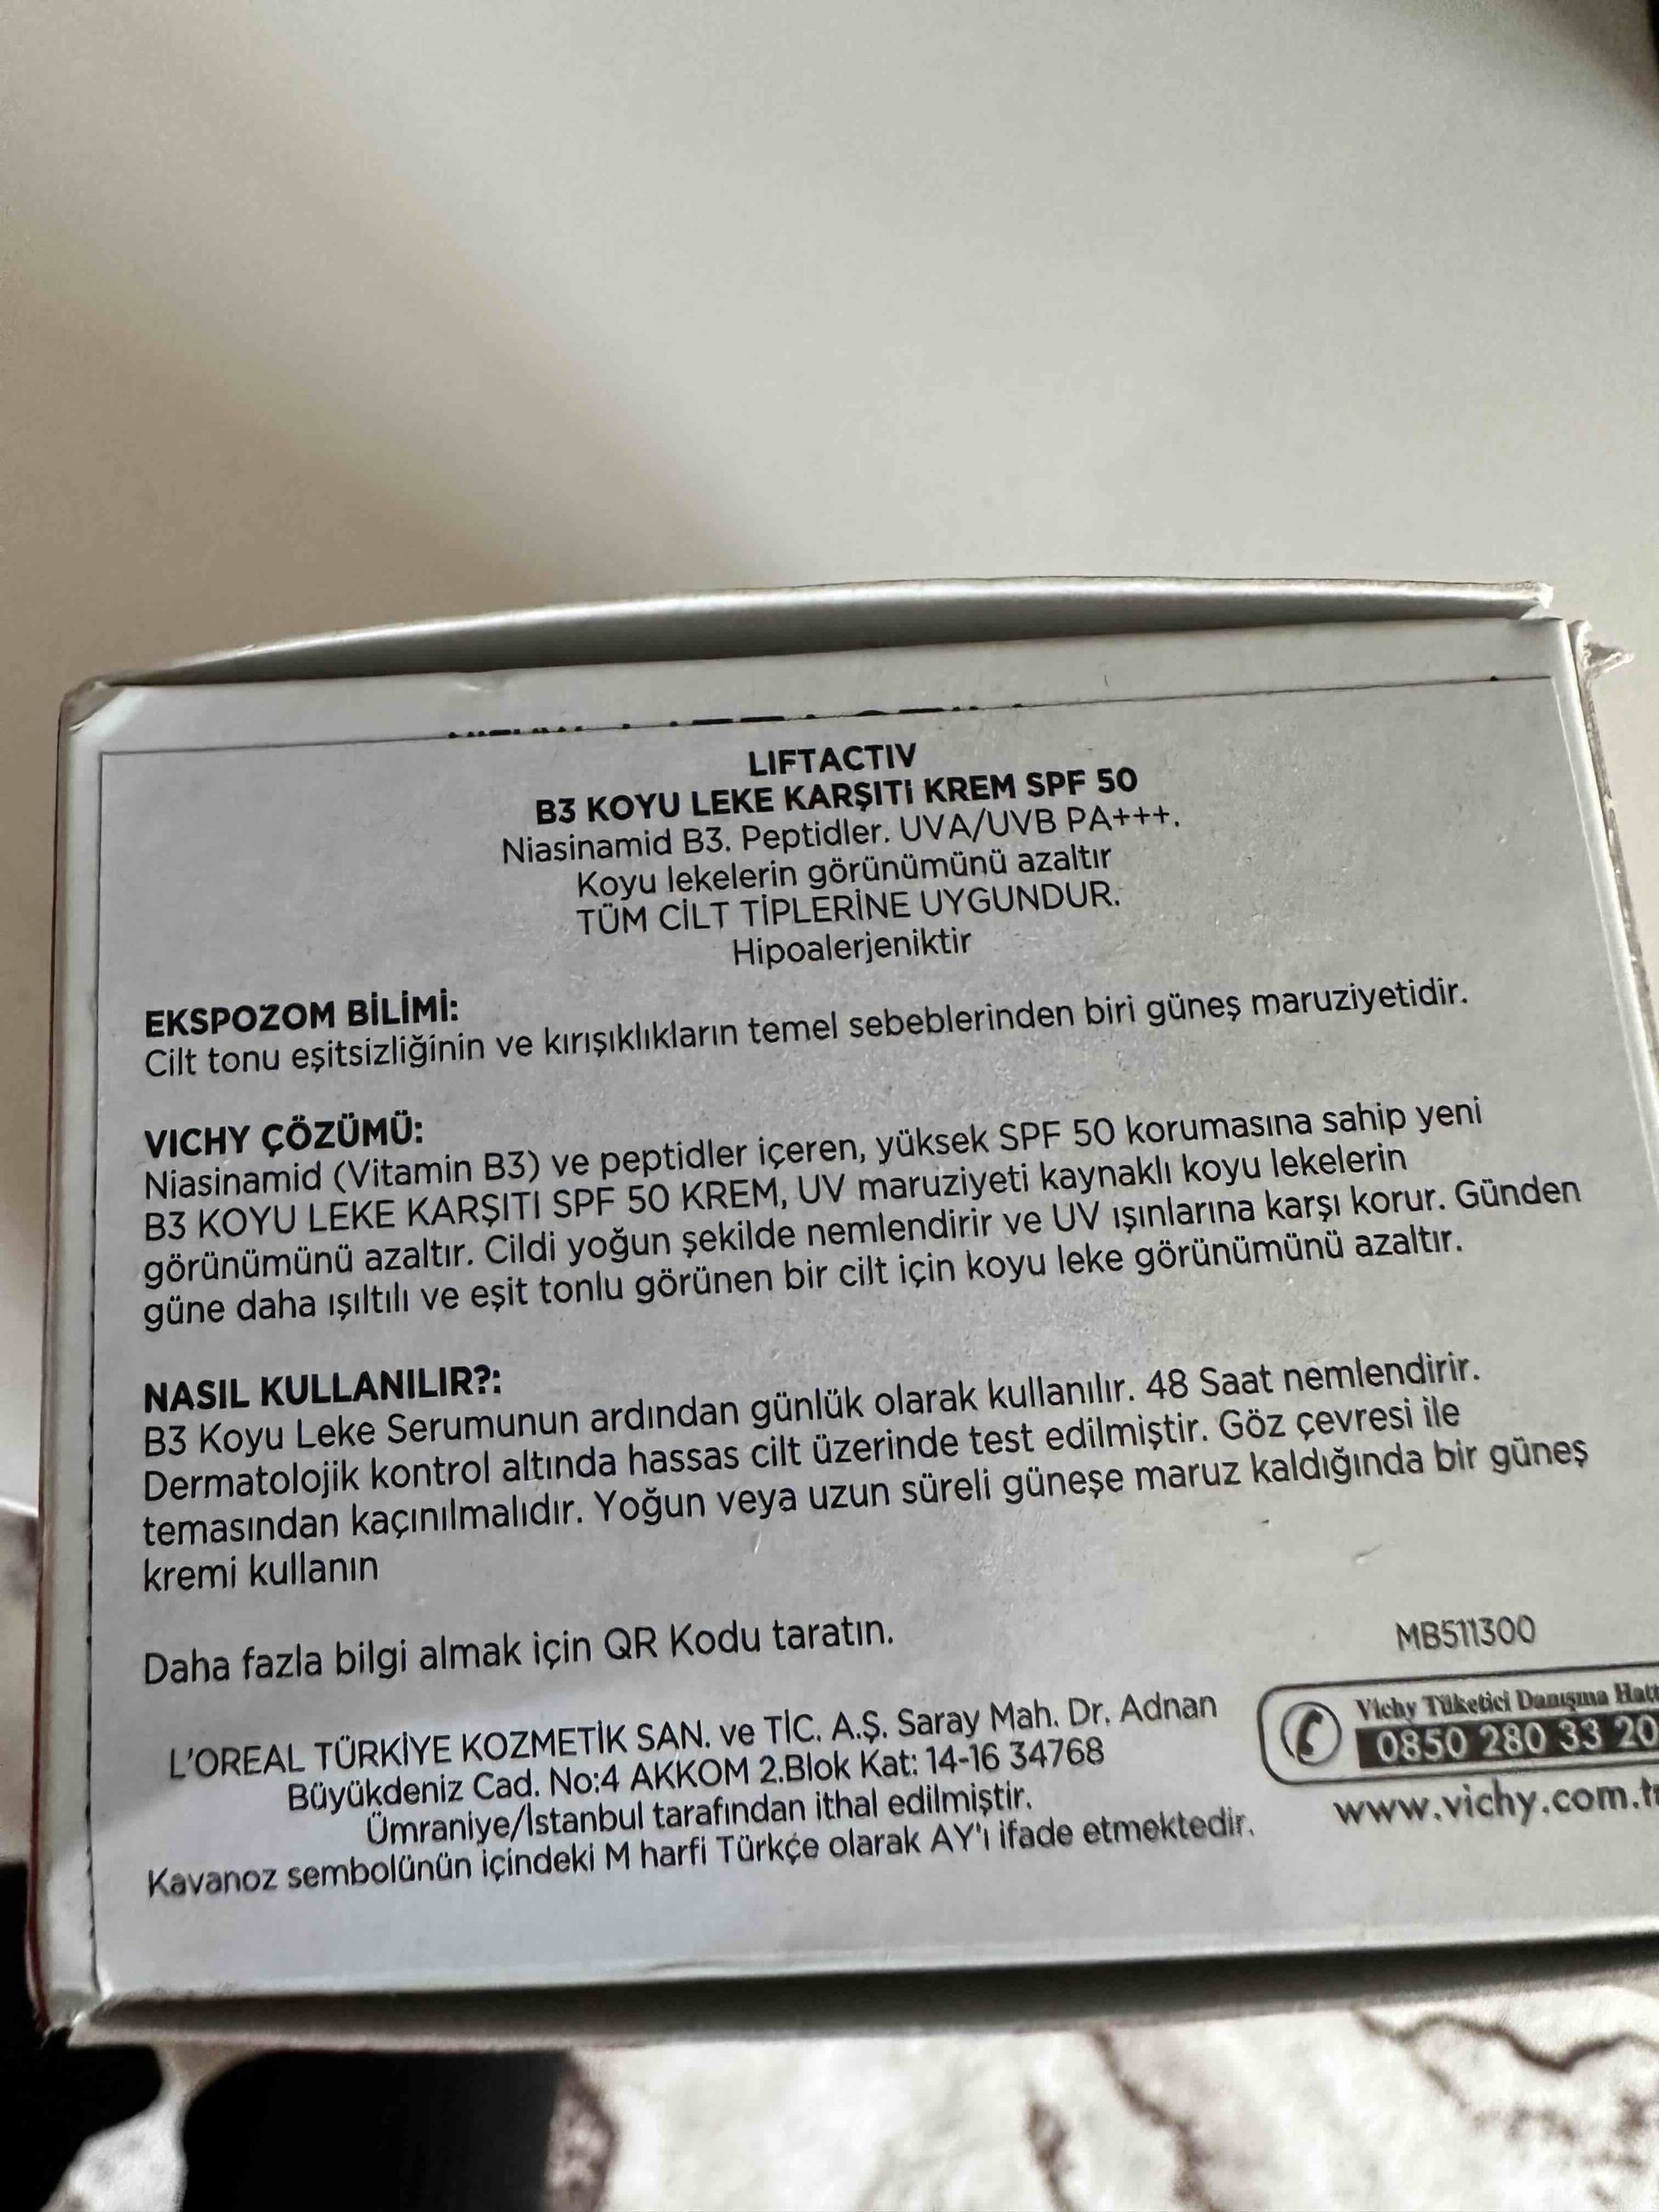 LIFTACTIV
B3 KOYU LEKE KARŞITI KREM SPF 50
Niasinamid B3. Peptidler. UVA/UVB PA+++.
Koyu lekelerin görünümünü azaltır
TÜM CİLT TİPLERİNE UYGUNDUR.
Hipoalerjeniktir
EKSPOZOM BİLİMİ:
Cilt tonu eşitsizliğinin ve kırışıklıkların temel sebeblerinden biri güneş maruziyetidir.
VICHY ÇÖZÜMÜ:
Niasinamid (Vitamin B3) ve peptidler içeren, yüksek SPF 50 korumasına sahip yeni
B3 KOYU LEKE KARŞITI SPF 50 KREM, UV maruziyeti kaynaklı koyu lekelerin
görünümünü azaltır. Cildi yoğun şekilde nemlendirir ve UV ışınlarına karşı korur. Günden
güne daha ışıltılı ve eşit tonlu görünen bir cilt için koyu leke görünümünü azaltır.
NASIL KULLANILIR?:
B3 Koyu Leke Serumunun ardından günlük olarak kullanılır. 48 Saat nemlendirir.
Dermatolojik kontrol altında hassas cilt üzerinde test edilmiştir. Göz çevresi ile
temasından kaçınılmalıdır. Yoğun veya uzun süreli güneşe maruz kaldığında bir güneş
kremi kullanın
Daha fazla bilgi almak için QR Kodu taratın.
MB511300
L'OREAL TÜRKİYE KOZMETİK SAN. ve TİC. A.Ş. Saray Mah. Dr. Adnan
Büyükdeniz Cad. No:4 AKKOM 2.Blok Kat: 14-16 34768
Ümraniye/İstanbul tarafından ithal edilmiştir.
Kavanoz sembolünün içindeki M harfi Türkçe olarak AY'ı ifade etmektedir.
Vichy Tüketici Danışma Hatt
0850 280 33 20
www.vichy.com.tr